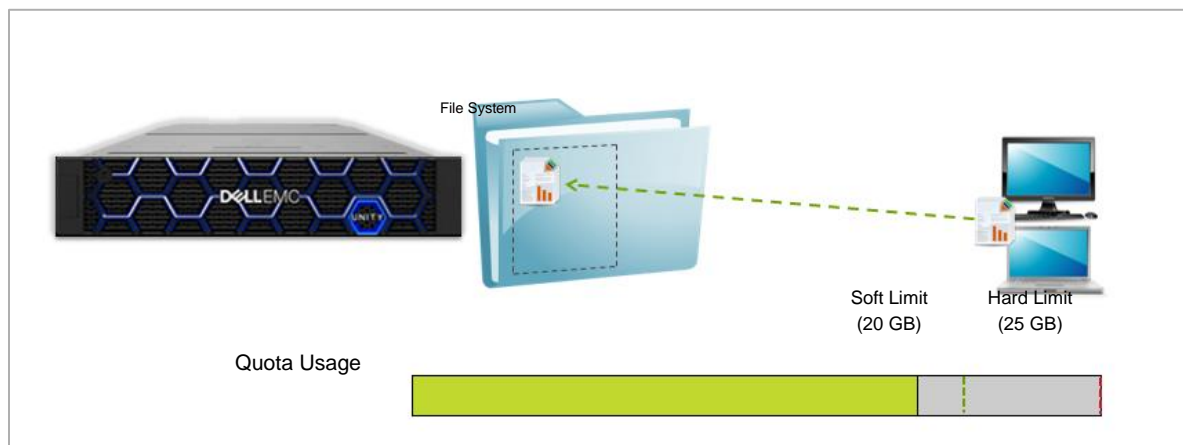 File System
DELLEMC
UNITY
Soft Limit
(20 GB)
Hard Limit
(25 GB)
Quota Usage